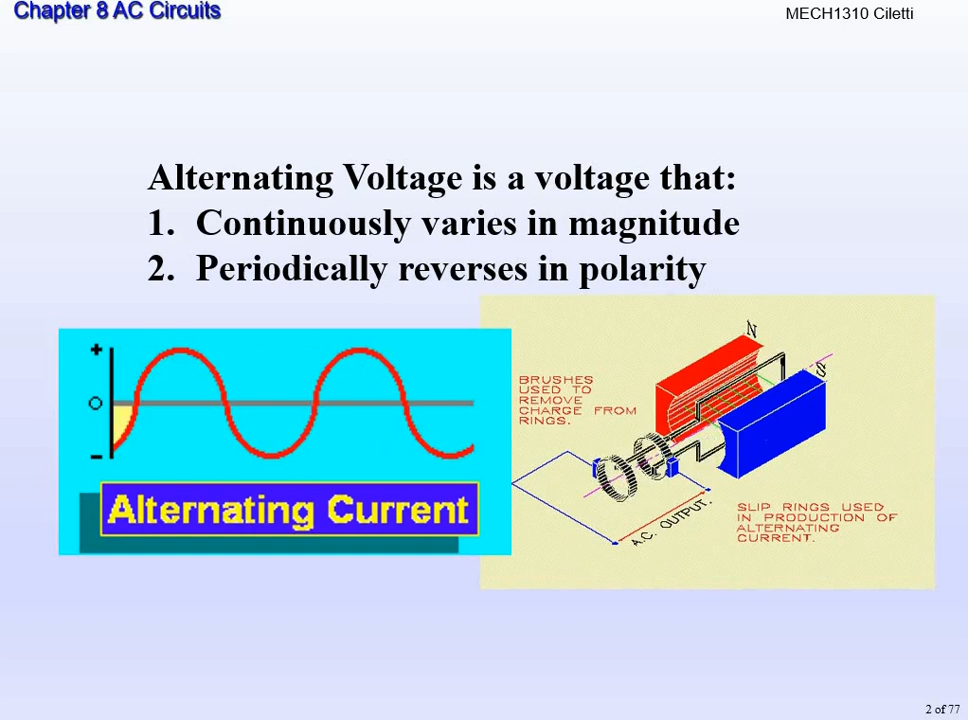 Chapter 8 AC Circuits
MECH1310 Ciletti
Alternating Voltage is a voltage that:
1. Continuously varies in magnitude
2. Periodically reverses in polarity
+
O
-
Alternating Current
N
S
BRUSHES
USED TO
REMOVE
CHARGE FROM
RINGS.
A.C. OUTPUT.
SLIP RINGS USED
IN PRODUCTION OF
ALTERNATING
CURRENT.
2 of 77